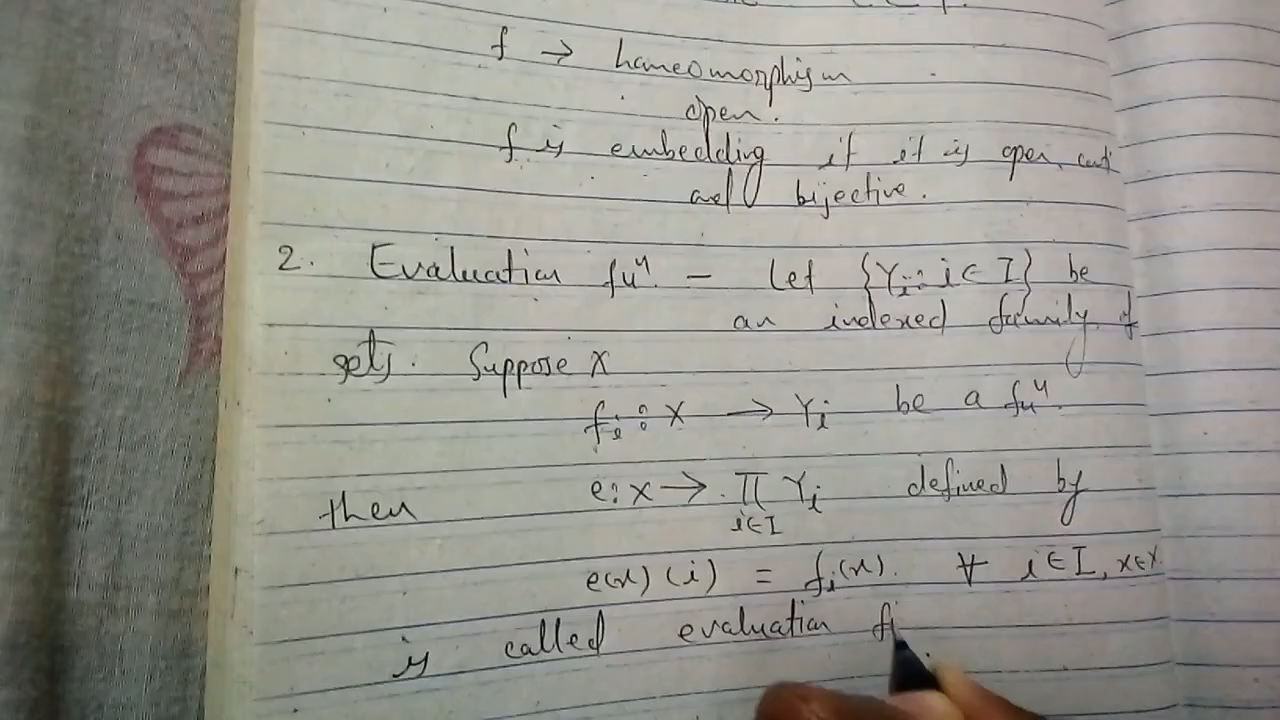 f → homeomorphism
open.
f is embedding if it is open, cont
and bijective.
2. Evaluation fuⁿ. — Let {Yi : i ∈ I} be
an indexed family of
sets. Suppose X
fi : X → Yi be a fuⁿ.
then e : x → ∏ Yi defined by
i∈I
e(x)(i) = fi(x). ∀ i ∈ I, x∈X.
is called evaluation